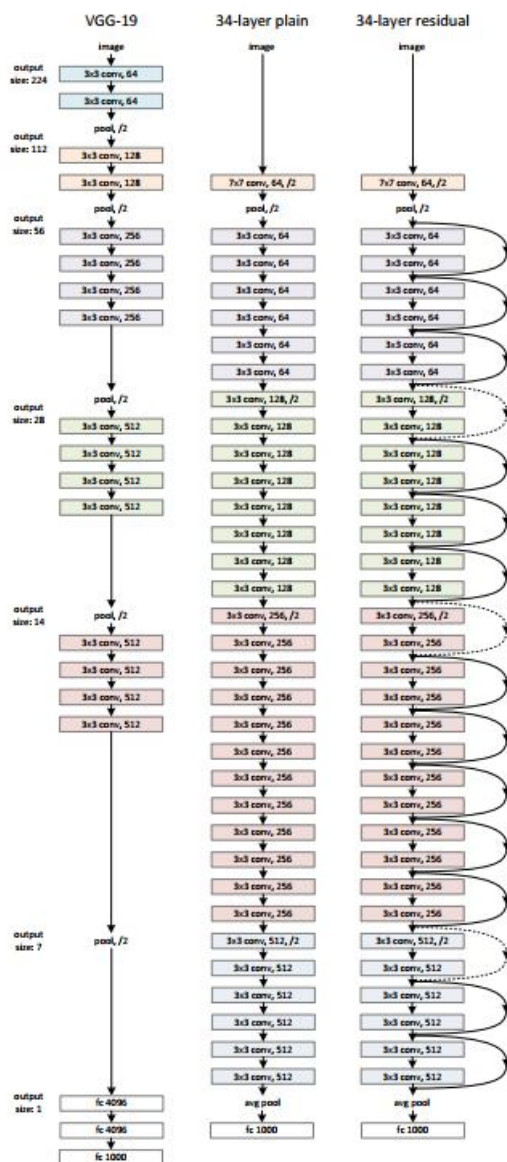 output
size: 224
output
size: 112
output
size: 56
output
size: 28
output
size: 14
output
size: 7
output
size: 1
VGG-19
image
3x3 conv, 64
3x3 conv, 64
pool, /2
3x3 conv, 128
3x3 conv, 128
pool, /2
3x3 conv, 256
3x3 conv, 256
3x3 conv, 256
3x3 conv, 256
pool, /2
3x3 conv, 512
3x3 conv, 512
3x3 conv, 512
3x3 conv, 512
pool, /2
3x3 conv, 512
3x3 conv, 512
3x3 conv, 512
3x3 conv, 512
pool, /2
fc 4096
fc 4096
fc 1000
34-layer plain
image
7x7 conv, 64, /2
pool, /2
3x3 conv, 64
3x3 conv, 64
3x3 conv, 64
3x3 conv, 64
3x3 conv, 64
3x3 conv, 64
3x3 conv, 128, /2
3x3 conv, 128
3x3 conv, 128
3x3 conv, 128
3x3 conv, 128
3x3 conv, 128
3x3 conv, 128
3x3 conv, 128
3x3 conv, 256, /2
3x3 conv, 256
3x3 conv, 256
3x3 conv, 256
3x3 conv, 256
3x3 conv, 256
3x3 conv, 256
3x3 conv, 256
3x3 conv, 256
3x3 conv, 256
3x3 conv, 256
3x3 conv, 256
3x3 conv, 512, /2
3x3 conv, 512
3x3 conv, 512
3x3 conv, 512
3x3 conv, 512
3x3 conv, 512
avg pool
fc 1000
34-layer residual
image
7x7 conv, 64, /2
pool, /2
3x3 conv, 64
3x3 conv, 64
3x3 conv, 64
3x3 conv, 64
3x3 conv, 64
3x3 conv, 64
3x3 conv, 128, /2
3x3 conv, 128
3x3 conv, 128
3x3 conv, 128
3x3 conv, 128
3x3 conv, 128
3x3 conv, 128
3x3 conv, 128
3x3 conv, 256, /2
3x3 conv, 256
3x3 conv, 256
3x3 conv, 256
3x3 conv, 256
3x3 conv, 256
3x3 conv, 256
3x3 conv, 256
3x3 conv, 256
3x3 conv, 256
3x3 conv, 256
3x3 conv, 256
3x3 conv, 512, /2
3x3 conv, 512
3x3 conv, 512
3x3 conv, 512
3x3 conv, 512
3x3 conv, 512
avg pool
fc 1000